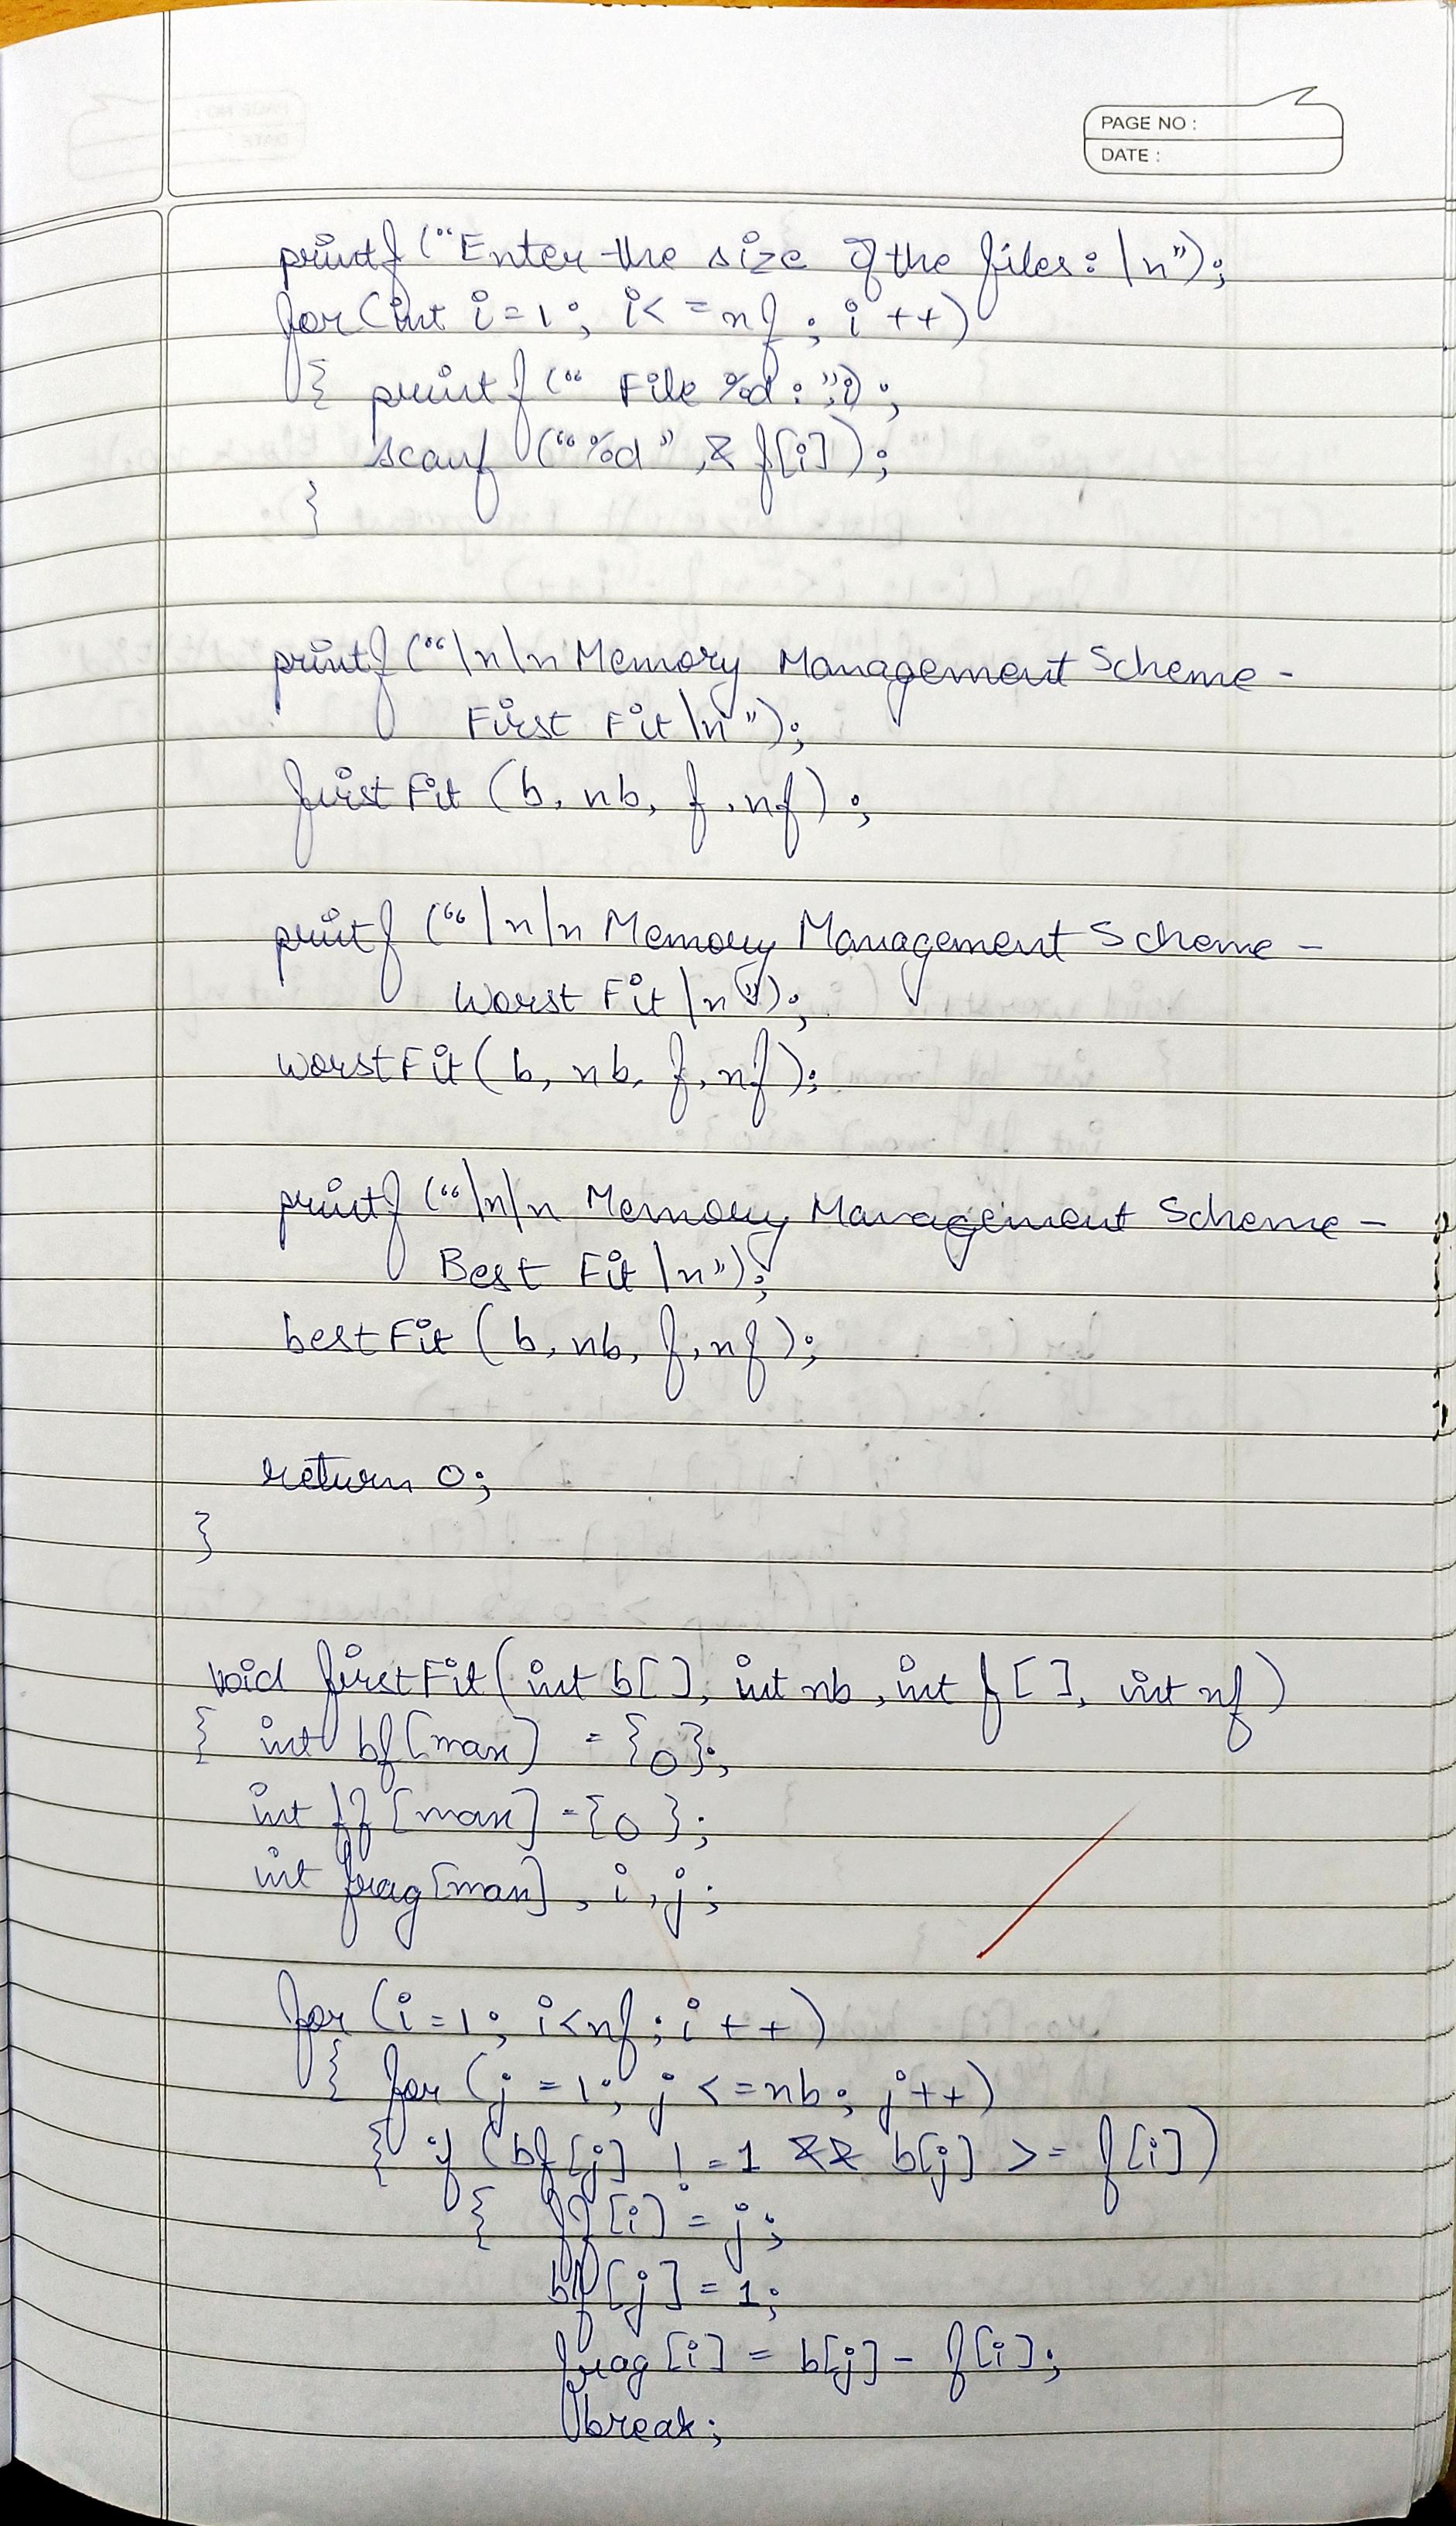 PAGE NO :
DATE :
printf ("Enter the size of the files: \n");
for (int i=1; i<=nf; i++)
{ printf (" File %d : ", i);
scanf ("%d", & f[i]);
}
printf ("\n\n Memory Management Scheme -
First Fit \n");
firstFit (b, nb, f, nf);
printf ("\n\n Memory Management Scheme -
Worst Fit \n");
worstFit (b, nb, f, nf);
printf ("\n\n Memory Management Scheme -
Best Fit \n");
bestFit (b, nb, f, nf);
return 0;
}
void firstFit (int b[], int nb, int f[], int nf)
{ int bf[max] = {0};
int ff[max] = {0};
int frag[max], i, j;
for (i=1; i<nf; i++)
{ for (j=1; j<=nb; j++)
{ if (bf[j] != 1 && b[j] >= f[i])
{ ff[i] = j;
bf[j] = 1;
frag[i] = b[j] - f[i];
break;